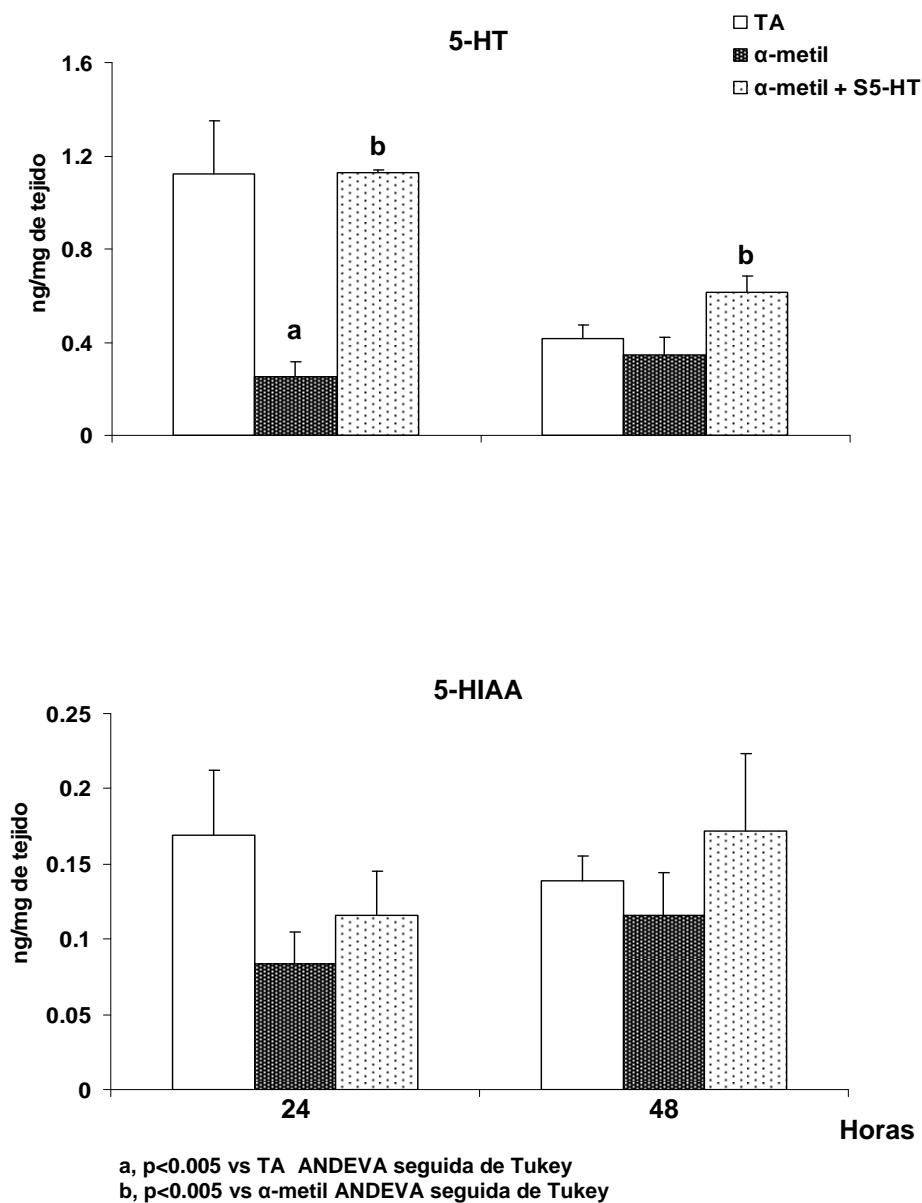 5-HT
TA
α-metil
α-metil + S5-HT
ng/mg de tejido
1.6
1.2
0.8
0.4
0
a
b
b
5-HIAA
ng/mg de tejido
0.25
0.2
0.15
0.1
0.05
0
24
48
Horas
a, p<0.005 vs TA ANDEVA seguida de Tukey
b, p<0.005 vs α-metil ANDEVA seguida de Tukey